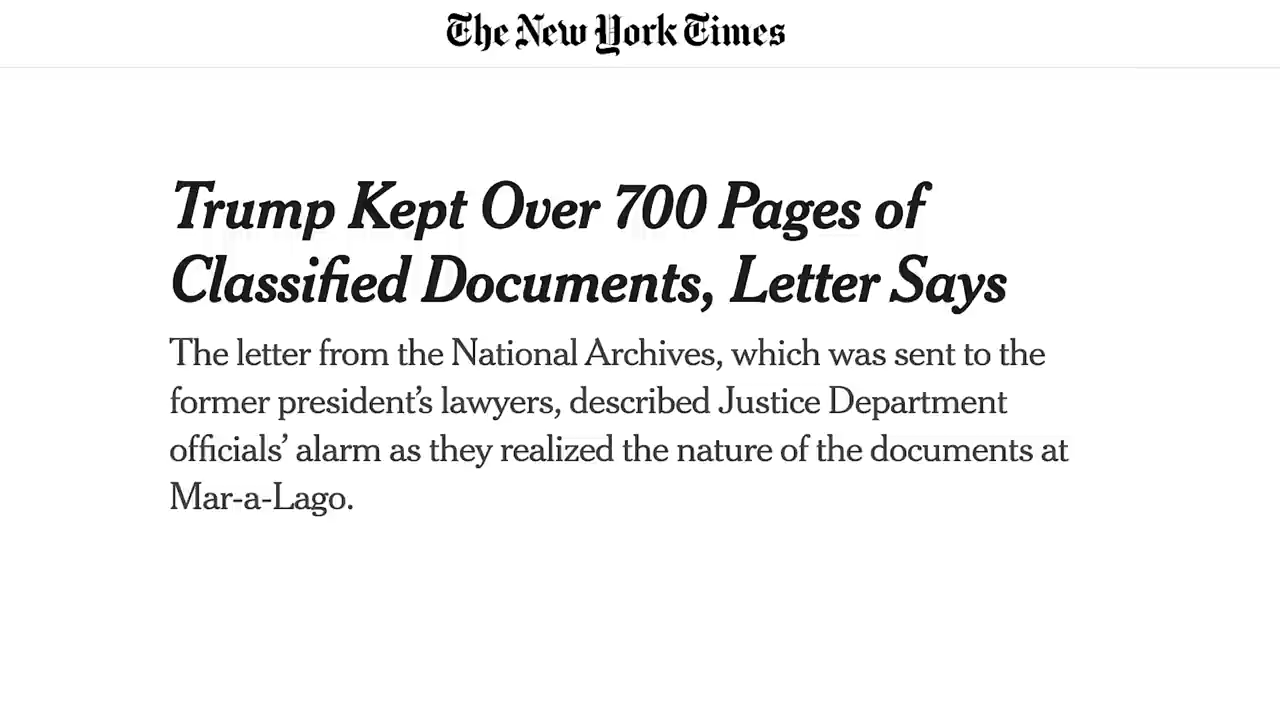 The New York Times
Trump Kept Over 700 Pages of
Classified Documents, Letter Says
The letter from the National Archives, which was sent to the
former president’s lawyers, described Justice Department
officials’ alarm as they realized the nature of the documents at
Mar-a-Lago.